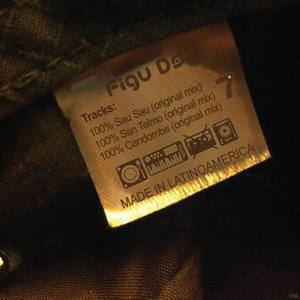 Figu Ds
7
Tracks:
100% Sau Sau (original mix)
100% San Telmo (original mix)
100% Candombe (original mix)
MADE IN LATINOAMERICA